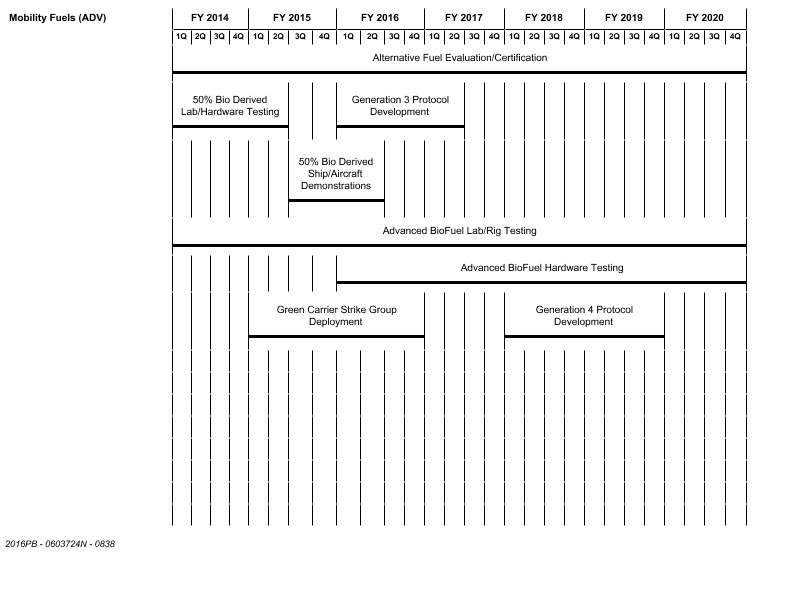 Mobility Fuels (ADV)
FY 2014 FY 2015 FY 2016 FY 2017 FY 2018 FY 2019 FY 2020
1Q 2Q 3Q 4Q 1Q 2Q 3Q 4Q 1Q 2Q 3Q 4Q 1Q 2Q 3Q 4Q 1Q 2Q 3Q 4Q 1Q 2Q 3Q 4Q 1Q 2Q 3Q 4Q
Alternative Fuel Evaluation/Certification
50% Bio Derived
Lab/Hardware Testing
Generation 3 Protocol
Development
50% Bio Derived
Ship/Aircraft
Demonstrations
Advanced BioFuel Lab/Rig Testing
Advanced BioFuel Hardware Testing
Green Carrier Strike Group
Deployment
Generation 4 Protocol
Development
2016PB - 0603724N - 0838